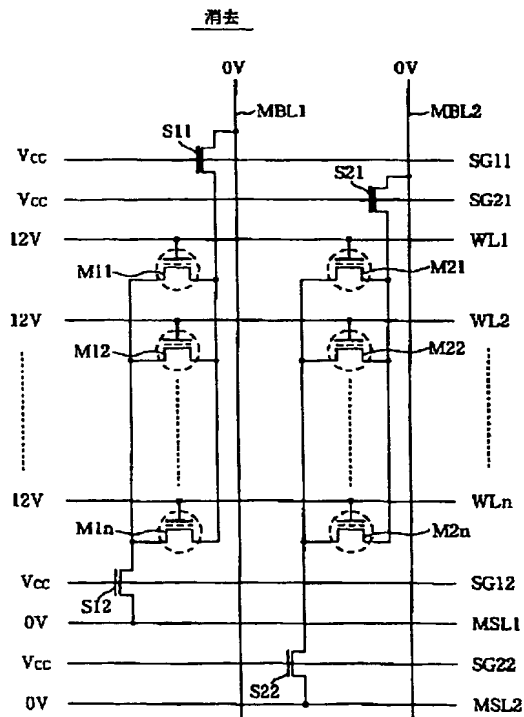 消去
0V 0V
MBL1 MBL2
S11
VCC SG11
S21
VCC SG21
12V WL1
M11 M21
12V WL2
M12 M22
12V WLn
M1n M2n
VCC SG12
S12
0V MSL1
VCC SG22
S22
0V MSL2